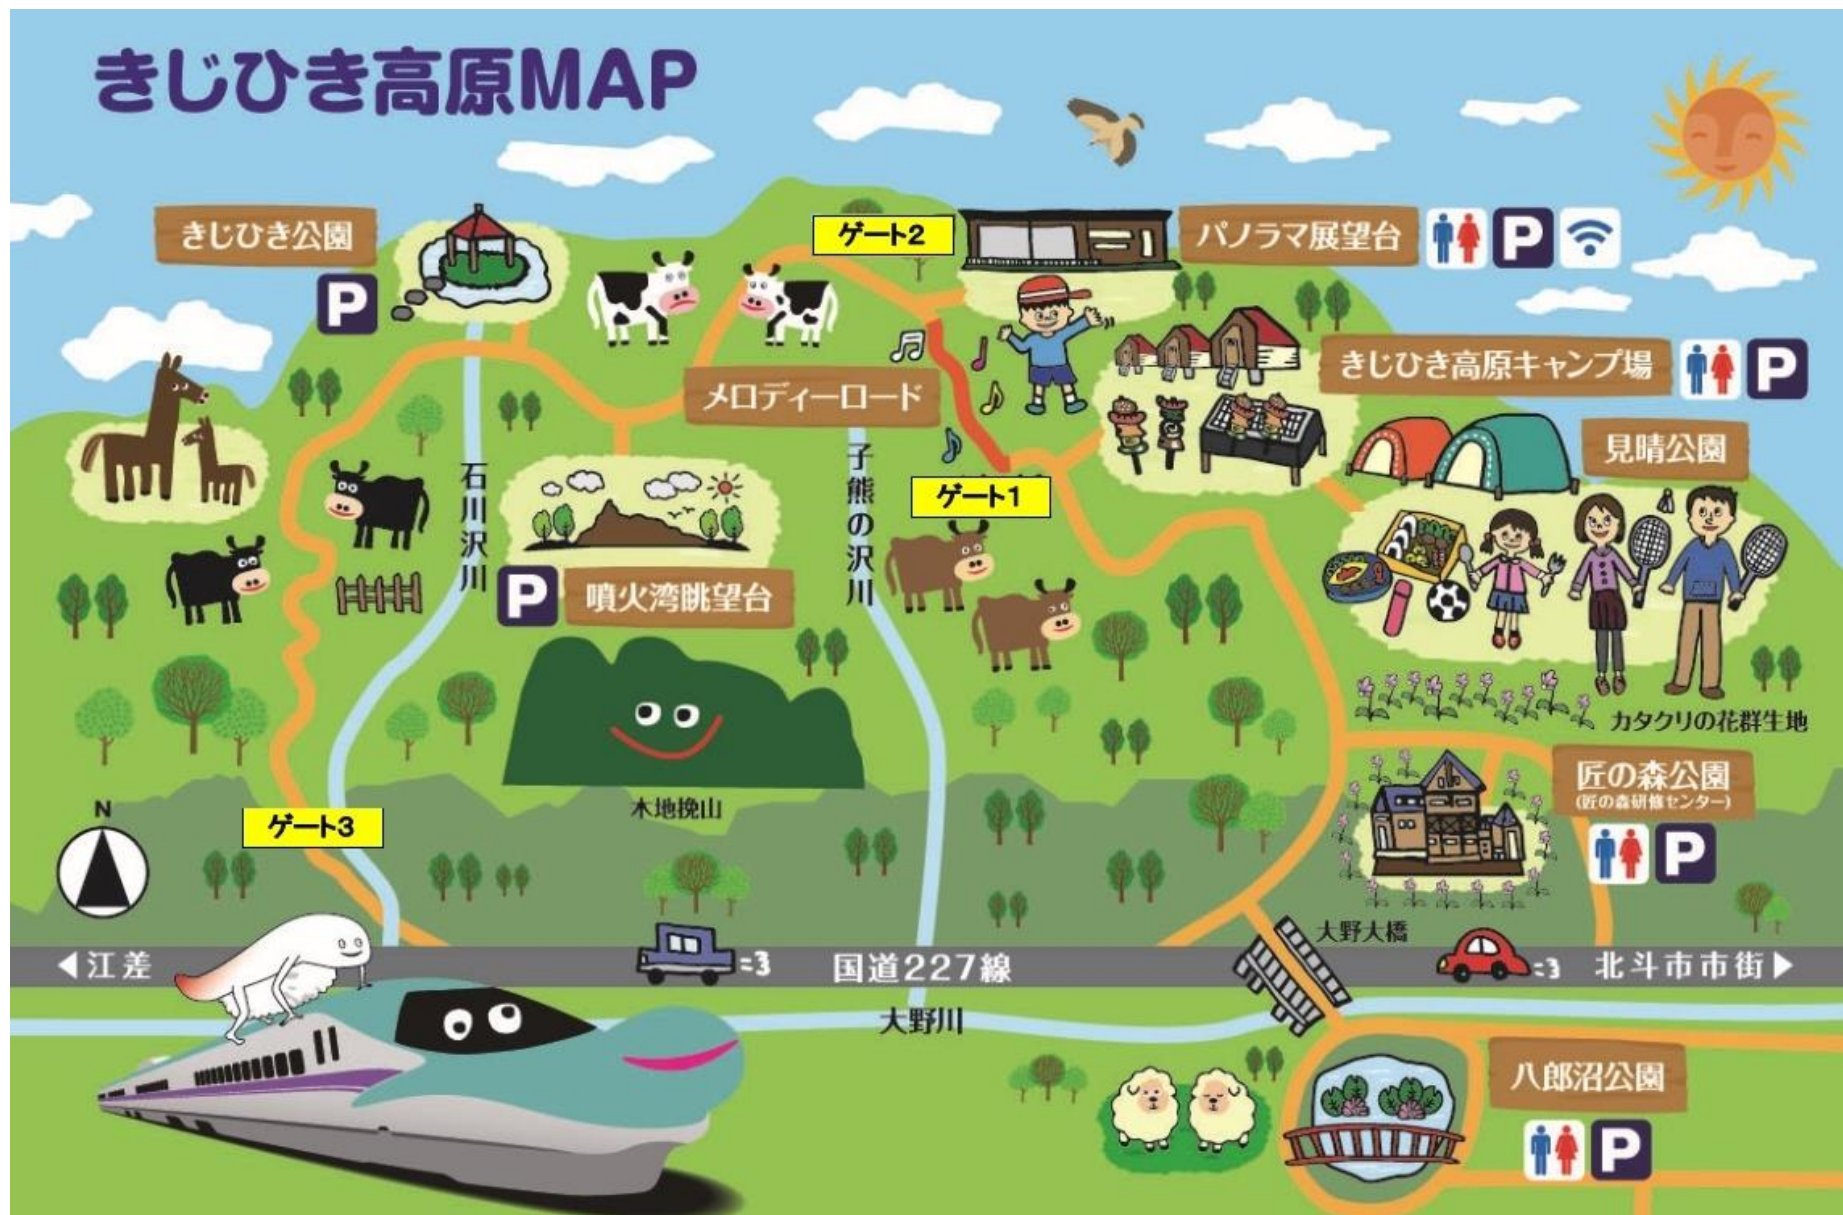 きじひき高原MAP
きじひき公園
P
ゲート2
パノラマ展望台
P
メロディーロード
きじひき高原キャンプ場
P
見晴公園
石川沢川
子熊の沢川
ゲート1
P
噴火湾眺望台
カタクリの花群生地
匠の森公園
(匠の森研修センター)
P
木地挽山
N
ゲート3
大野大橋
江差
国道227線
北斗市市街
大野川
八郎沼公園
P